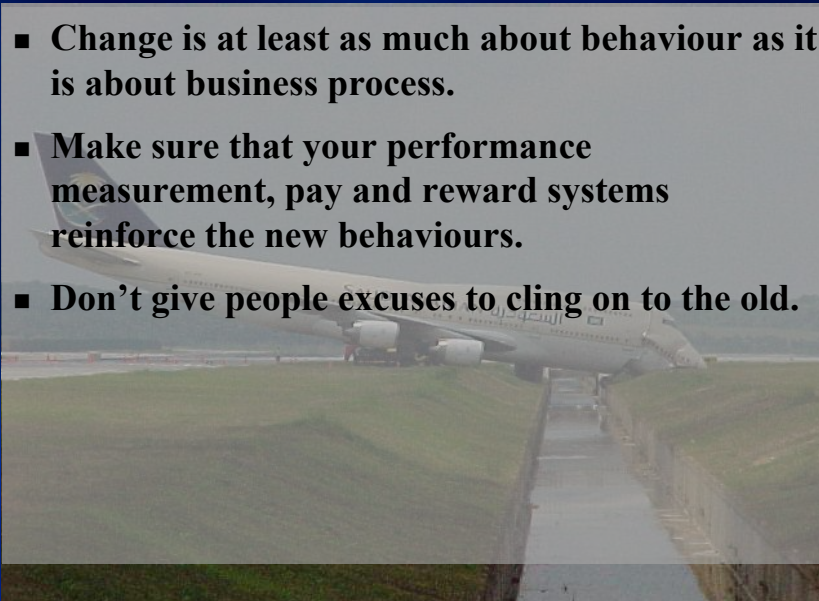 ■ Change is at least as much about behaviour as it
is about business process.
■ Make sure that your performance
measurement, pay and reward systems
reinforce the new behaviours.
■ Don’t give people excuses to cling on to the old.
السعودية